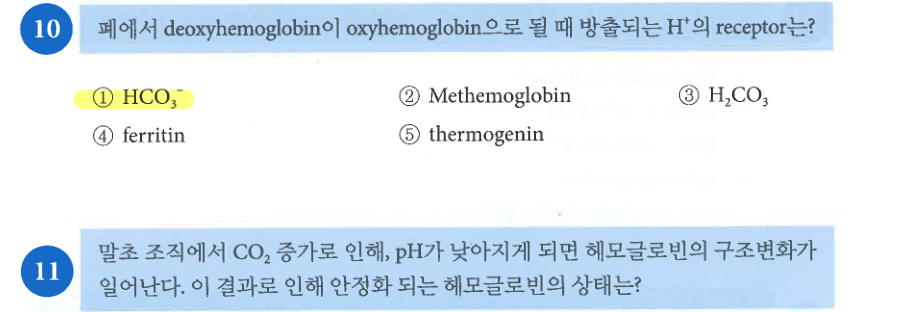 10 폐에서 deoxyhemoglobin이 oxyhemoglobin으로 될 때 방출되는 H⁺의 receptor는?
① HCO₃⁻ ② Methemoglobin ③ H₂CO₃
④ ferritin ⑤ thermogenin
11 말초 조직에서 CO₂ 증가로 인해, pH가 낮아지게 되면 헤모글로빈의 구조변화가
일어난다. 이 결과로 인해 안정화 되는 헤모글로빈의 상태는?